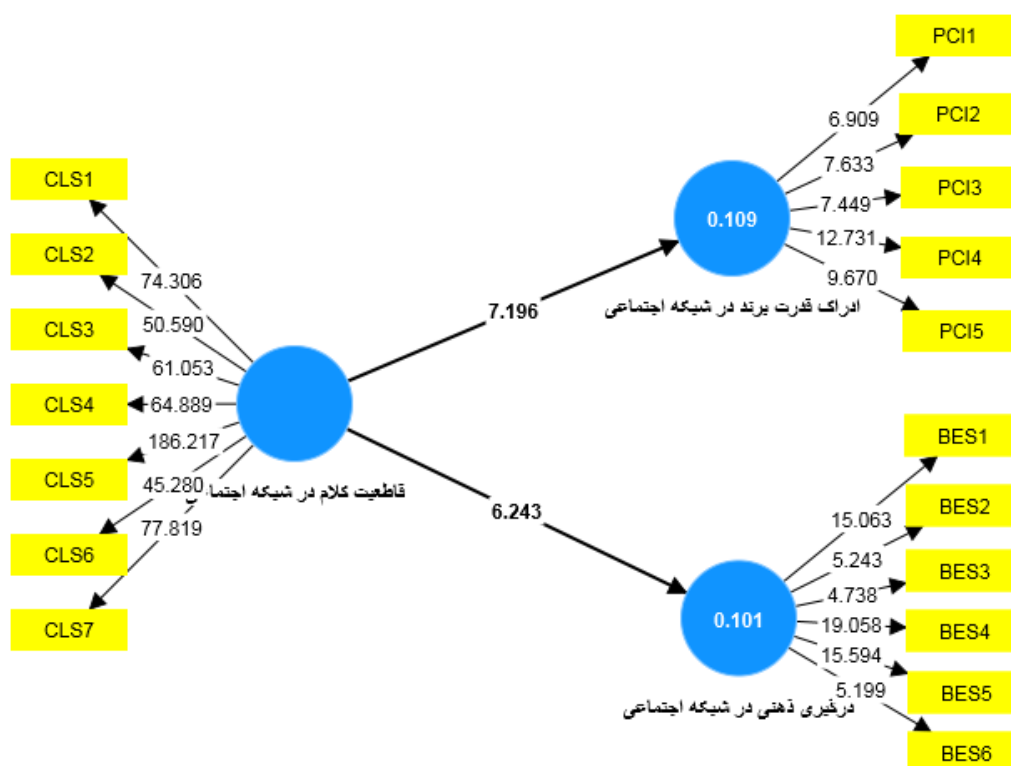 PCI1
PCI2
PCI3
PCI4
PCI5
6.909
7.633
7.449
12.731
9.670
0.109
ادراک قدرت برند در شبکه اجتماعی
7.196
CLS1
CLS2
CLS3
CLS4
CLS5
CLS6
CLS7
74.306
50.590
61.053
64.889
186.217
45.280
77.819
قاطعیت کلام در شبکه اجتماعی
6.243
BES1
BES2
BES3
BES4
BES5
BES6
15.063
5.243
4.738
19.058
15.594
5.199
0.101
درگیری ذهنی در شبکه اجتماعی